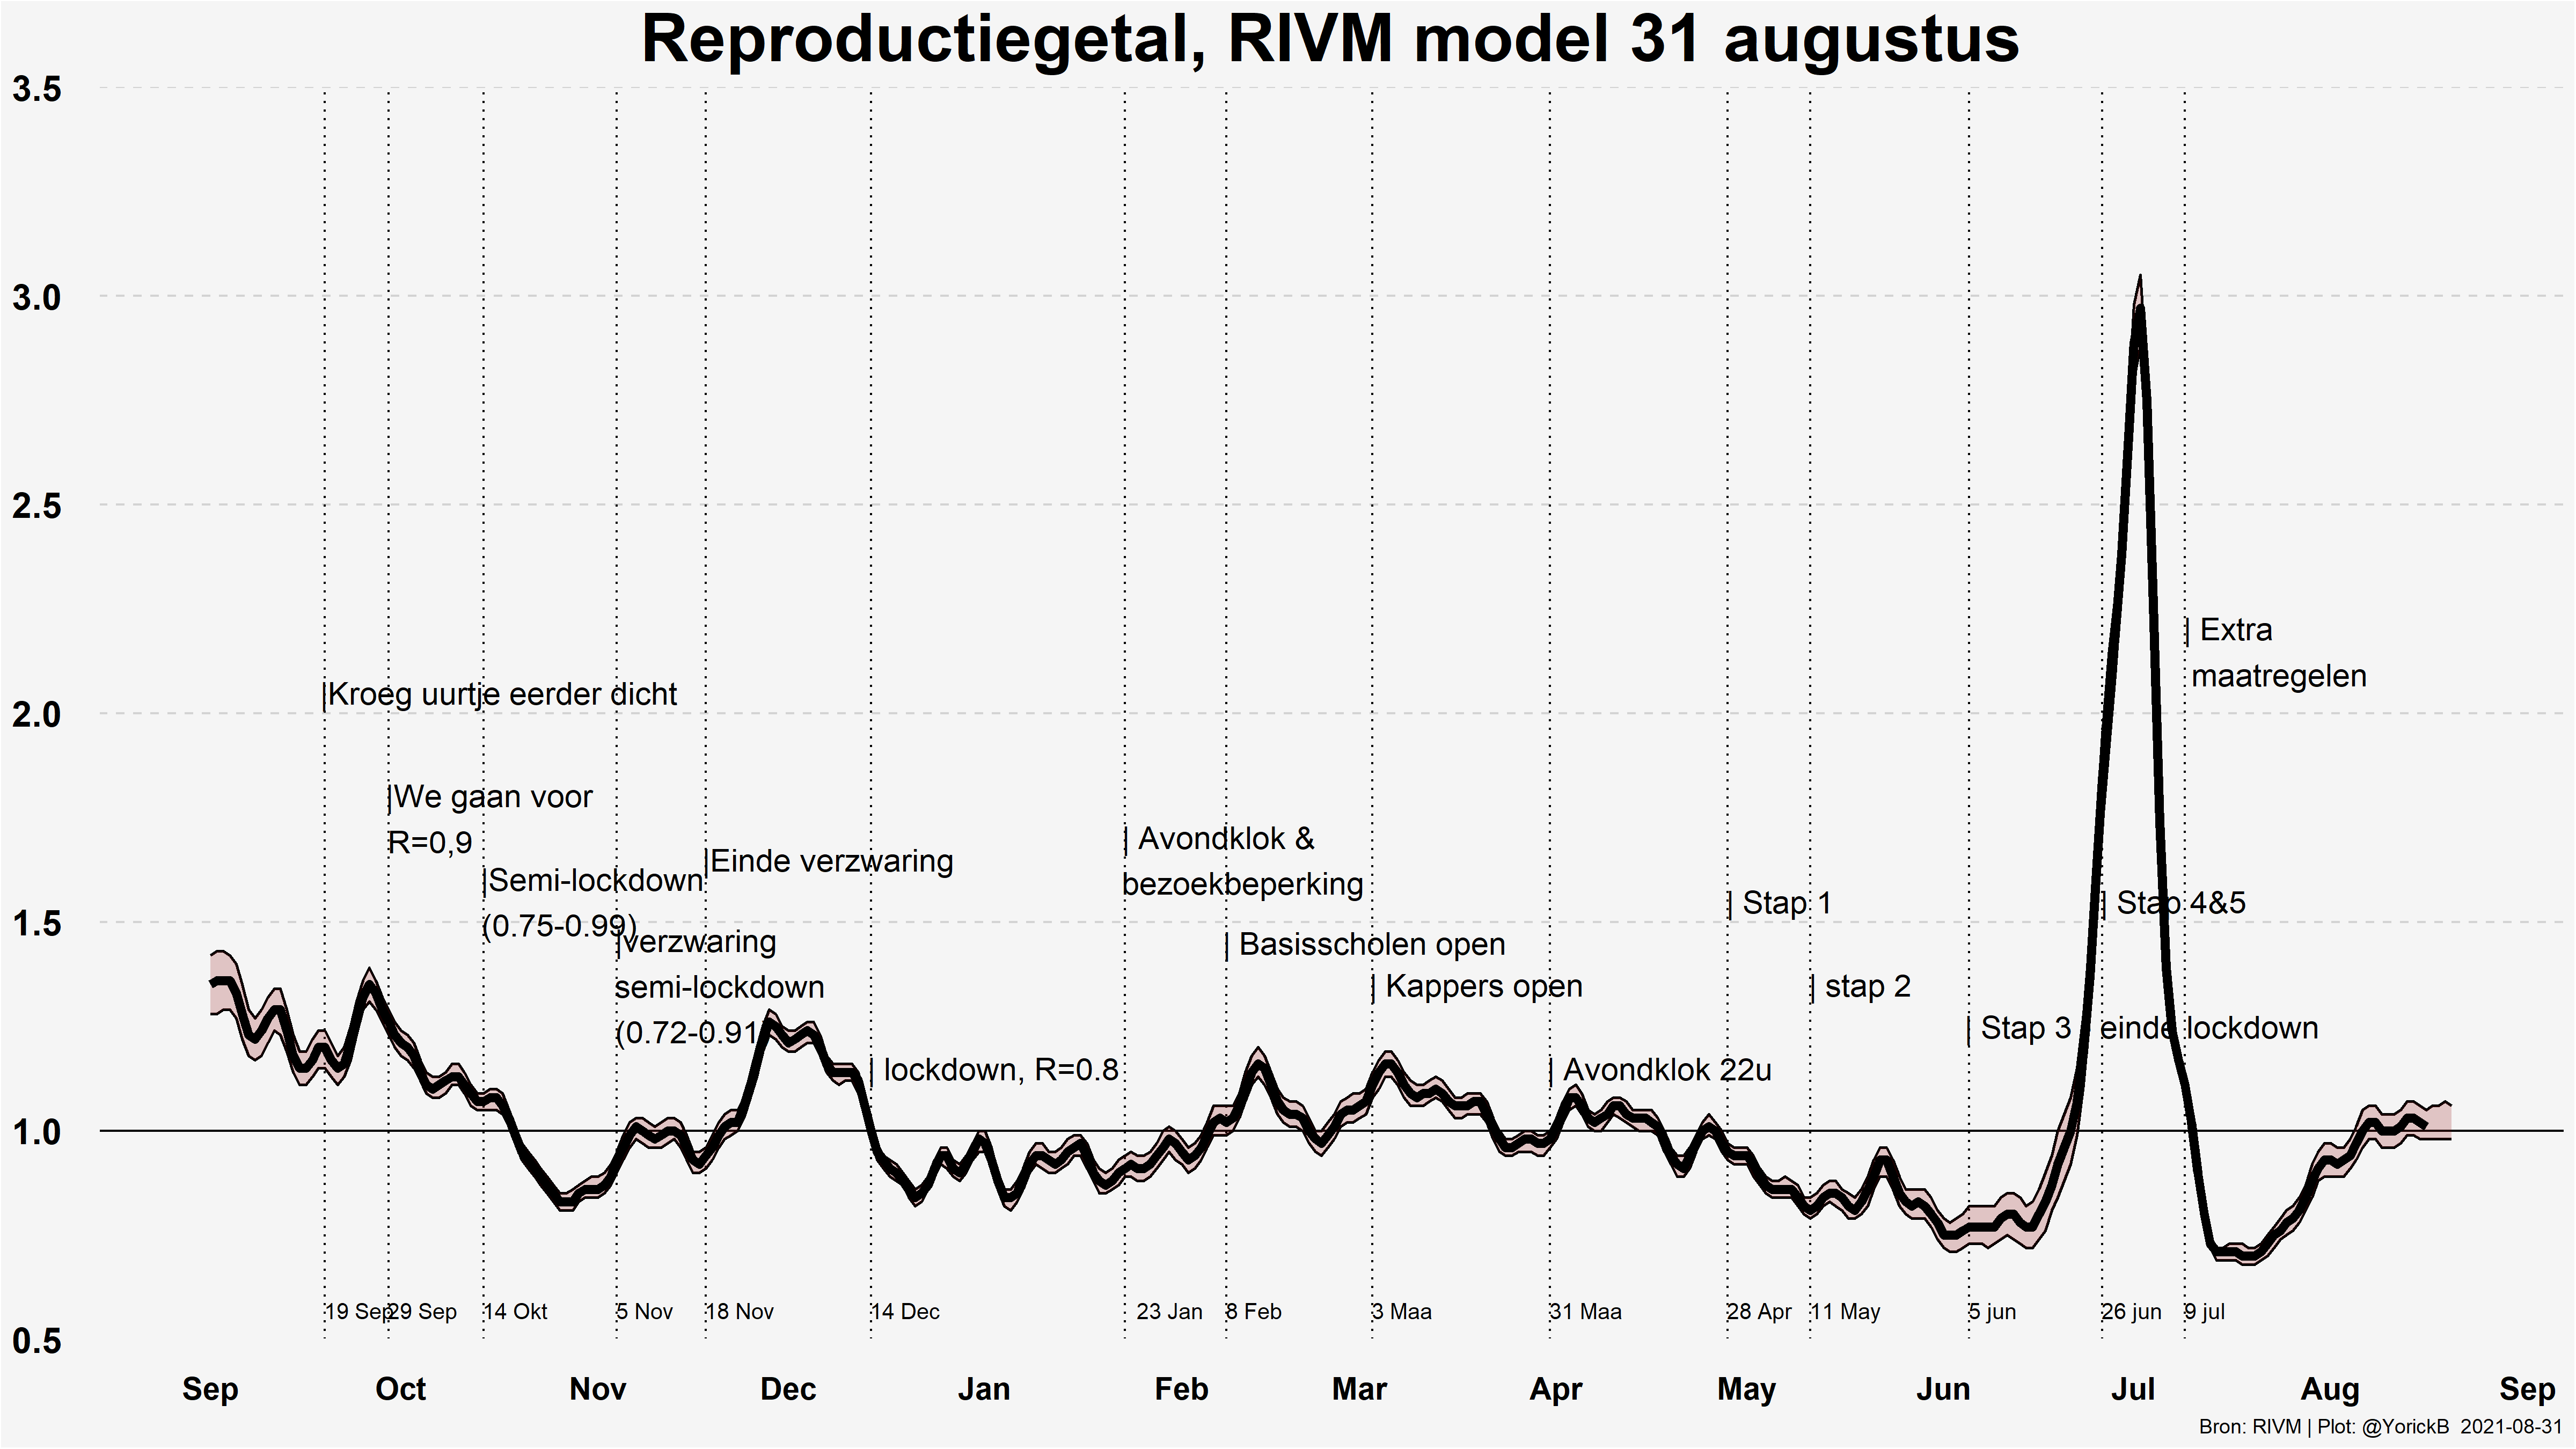 Reproductiegetal, RIVM model 31 augustus
3.5
3.0
2.5
2.0
1.5
1.0
0.5
|Kroeg uurtje eerder dicht
|We gaan voor
R=0,9
|Semi-lockdown
(0.75-0.99)
|verzwaring
semi-lockdown
(0.72-0.91)
|Einde verzwaring
| lockdown, R=0.8
| Avondklok &
bezoekbeperking
| Basisscholen open
| Kappers open
| Avondklok 22u
| Stap 1
| stap 2
| Stap 3
einde lockdown
| Stap 4&5
| Extra
maatregelen
19 Sep
29 Sep
14 Okt
5 Nov
18 Nov
14 Dec
23 Jan
8 Feb
3 Maa
31 Maa
28 Apr
11 May
5 jun
26 jun
9 jul
Sep
Oct
Nov
Dec
Jan
Feb
Mar
Apr
May
Jun
Jul
Aug
Sep
Bron: RIVM | Plot: @YorickB 2021-08-31